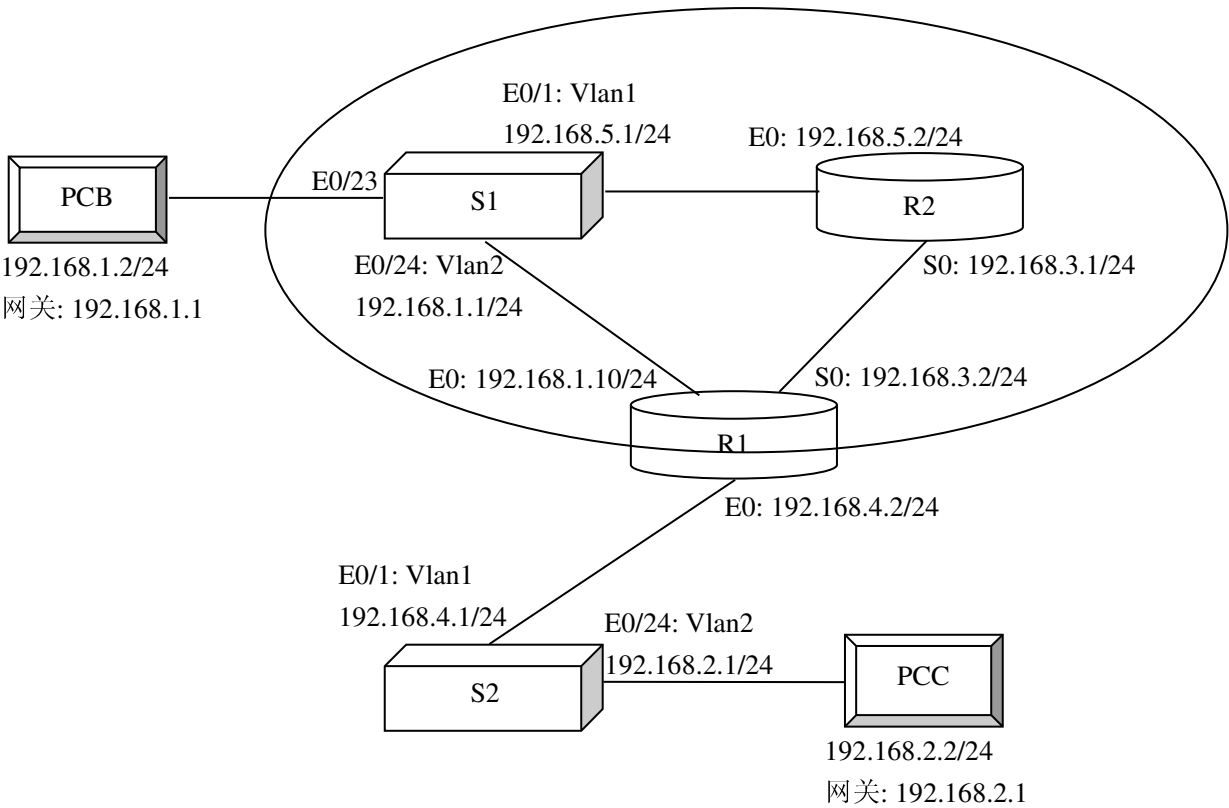 E0/1: Vlan1
192.168.5.1/24
E0: 192.168.5.2/24
PCB
E0/23
S1
R2
192.168.1.2/24
网关: 192.168.1.1
E0/24: Vlan2
192.168.1.1/24
S0: 192.168.3.1/24
E0: 192.168.1.10/24
S0: 192.168.3.2/24
R1
E0: 192.168.4.2/24
E0/1: Vlan1
192.168.4.1/24
E0/24: Vlan2
192.168.2.1/24
S2
PCC
192.168.2.2/24
网关: 192.168.2.1